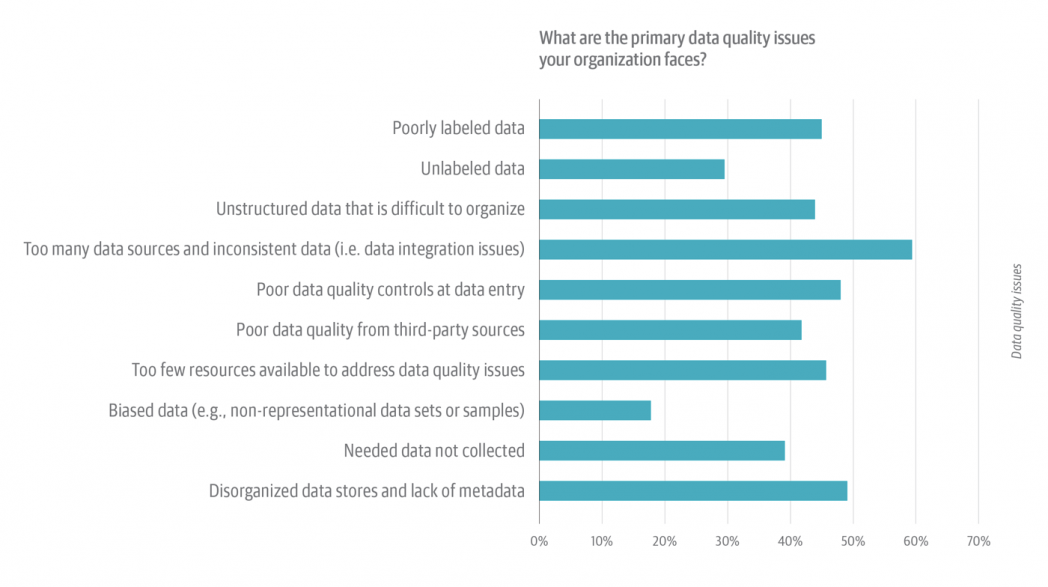 What are the primary data quality issues
your organization faces?
Poorly labeled data
Unlabeled data
Unstructured data that is difficult to organize
Too many data sources and inconsistent data (i.e. data integration issues)
Poor data quality controls at data entry
Poor data quality from third-party sources
Too few resources available to address data quality issues
Biased data (e.g., non-representational data sets or samples)
Needed data not collected
Disorganized data stores and lack of metadata
0% 10% 20% 30% 40% 50% 60% 70%
Data quality issues